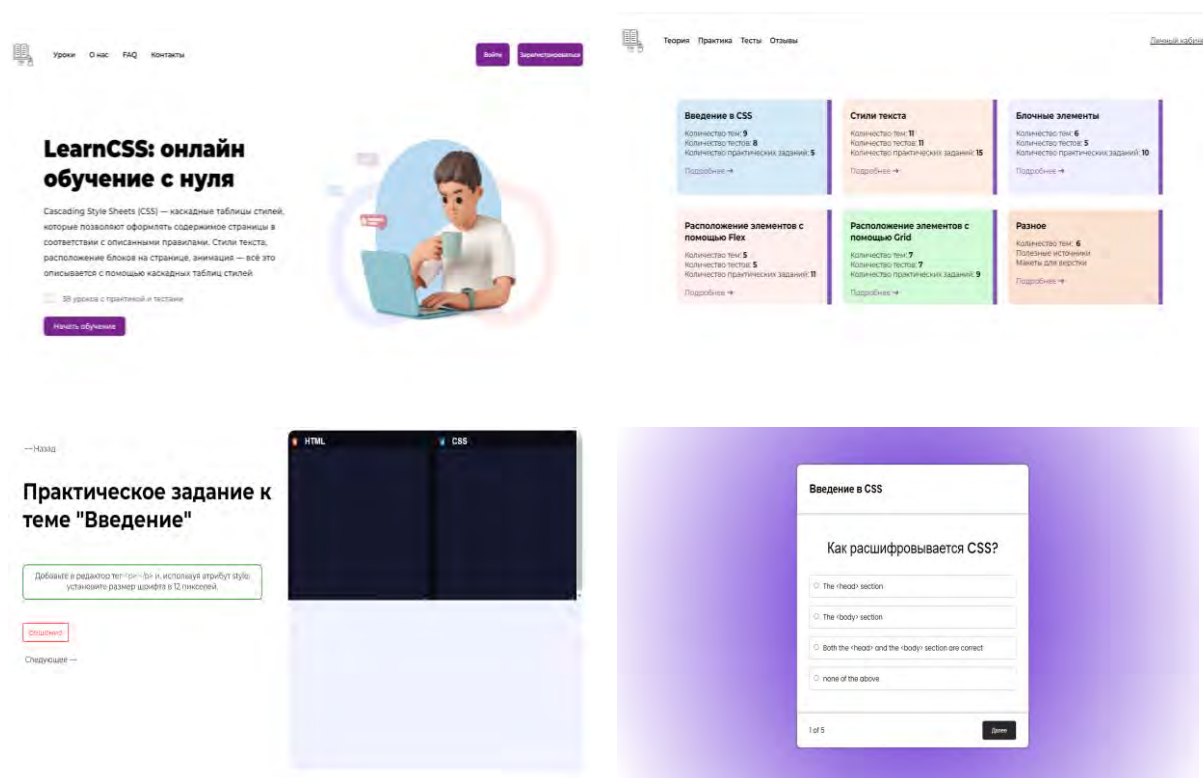 Уроки О нас FAQ Контакты
Войти Зарегистрироваться
LearnCSS: онлайн
обучение с нуля
Cascading Style Sheets (CSS) — каскадные таблицы стилей,
которые позволяют оформлять содержимое страницы в
соответствии с описанными правилами. Стили текста,
расположение блоков на странице, анимация — всё это
описывается с помощью каскадных таблиц стилей
38 уроков с практикой и тестами
Начать обучение
Теория Практика Тесты Отзывы
Личный кабине
Введение в CSS
Количество тем: 9
Количество тестов: 8
Количество практических заданий: 5
Подробнее →
Стили текста
Количество тем: 11
Количество тестов: 11
Количество практических заданий: 15
Подробнее →
Блочные элементы
Количество тем: 6
Количество тестов: 5
Количество практических заданий: 10
Подробнее →
Расположение элементов с
помощью Flex
Количество тем: 5
Количество тестов: 5
Количество практических заданий: 11
Подробнее →
Расположение элементов с
помощью Grid
Количество тем: 7
Количество тестов: 7
Количество практических заданий: 9
Подробнее →
Разное
Количество тем: 6
Полезные источники
Макеты для верстки
Подробнее →
—Назад
Практическое задание к
теме "Введение"
Добавьте в редактор тег <p></p> и, используя атрибут style,
установите размер шрифта в 12 пикселей.
Следующее —
HTML
CSS
Введение в CSS
Как расшифровывается CSS?
The <head> section
The <body> section
Both the <head> and the <body> section are correct
none of the above
1 of 5
Далее